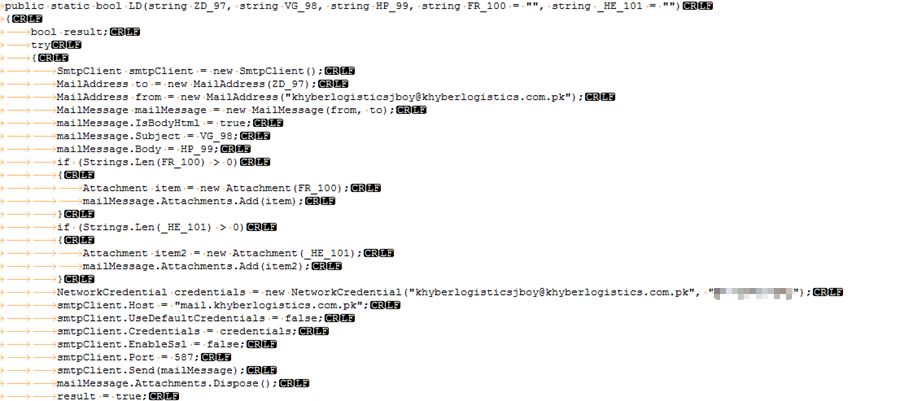 public static bool LD(string ZD_97, string VG_98, string HP_99, string FR_100 = "", string _HE_101 = "")CRLF
{CRLF
bool result;CRLF
tryCRLF
{CRLF
SmtpClient smtpClient = new SmtpClient();CRLF
MailAddress to = new MailAddress(ZD_97);CRLF
MailAddress from = new MailAddress("khyberlogisticsjboy@khyberlogistics.com.pk");CRLF
MailMessage mailMessage = new MailMessage(from, to);CRLF
mailMessage.IsBodyHtml = true;CRLF
mailMessage.Subject = VG_98;CRLF
mailMessage.Body = HP_99;CRLF
if (Strings.Len(FR_100) > 0)CRLF
{CRLF
Attachment item = new Attachment(FR_100);CRLF
mailMessage.Attachments.Add(item);CRLF
}CRLF
if (Strings.Len(_HE_101) > 0)CRLF
{CRLF
Attachment item2 = new Attachment(_HE_101);CRLF
mailMessage.Attachments.Add(item2);CRLF
}CRLF
NetworkCredential credentials = new NetworkCredential("khyberlogisticsjboy@khyberlogistics.com.pk", "");CRLF
smtpClient.Host = "mail.khyberlogistics.com.pk";CRLF
smtpClient.UseDefaultCredentials = false;CRLF
smtpClient.Credentials = credentials;CRLF
smtpClient.EnableSsl = false;CRLF
smtpClient.Port = 587;CRLF
smtpClient.Send(mailMessage);CRLF
mailMessage.Attachments.Dispose();CRLF
result = true;CRLF